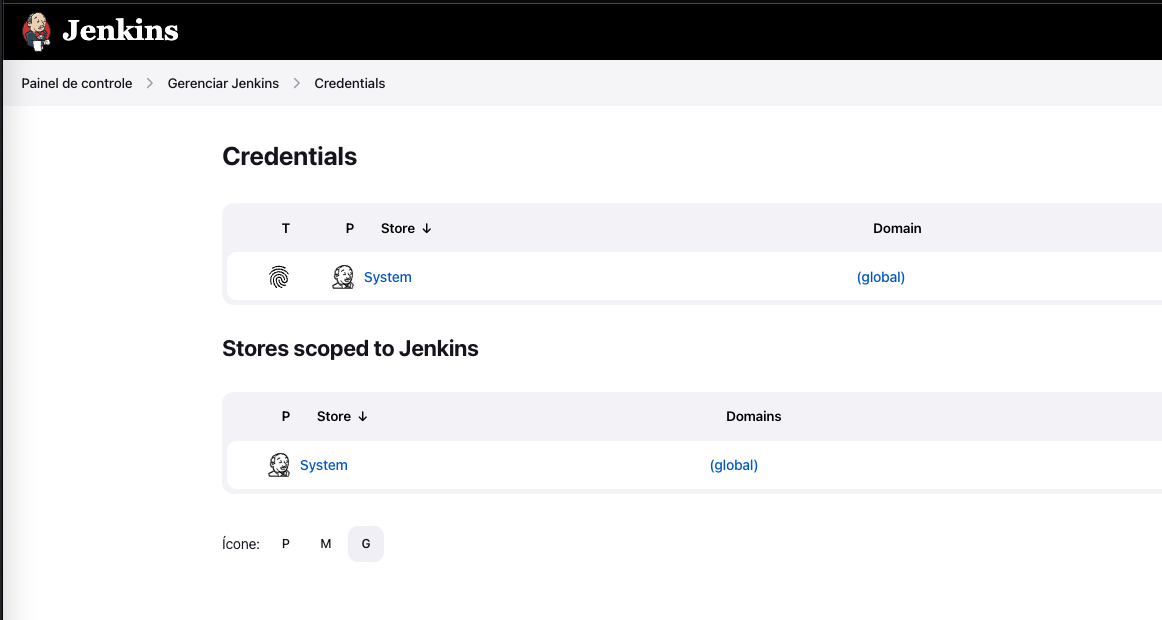 Jenkins
Painel de controle > Gerenciar Jenkins > Credentials
Credentials
T P Store ↓ Domain
System (global)
Stores scoped to Jenkins
P Store ↓ Domains
System (global)
Ícone: P M G